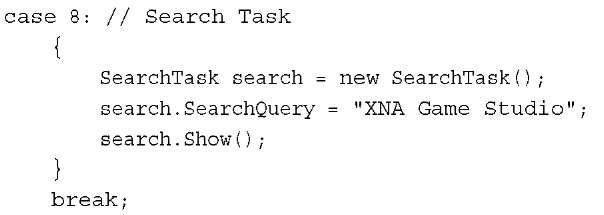 case 8: // Search Task
{
SearchTask search = new SearchTask();
search.SearchQuery = "XNA Game Studio";
search.Show();
}
break;